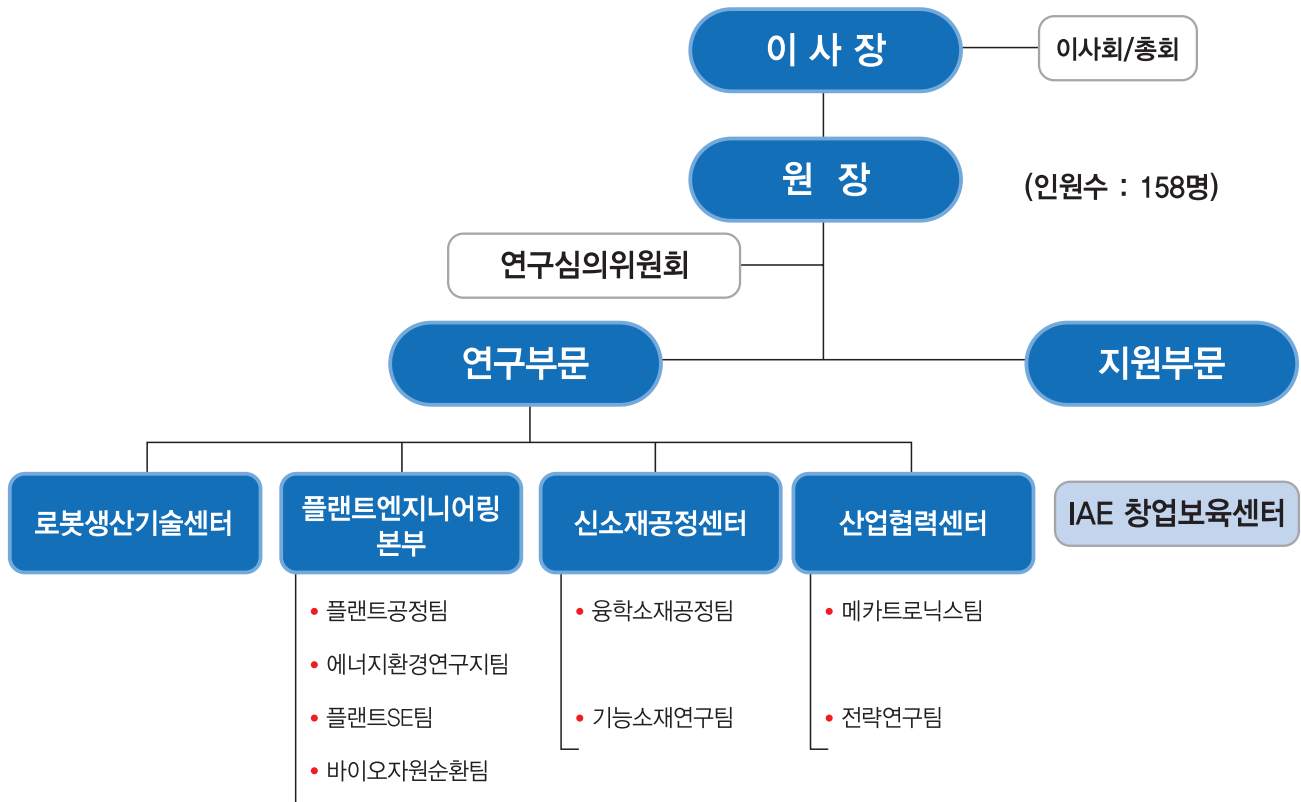 이 사 장
이사회/총회
원 장
(인원수 : 158명)
연구심의위원회
연구부문
지원부문
로봇생산기술센터
플랜트엔지니어링
본부
신소재공정센터
산업협력센터
IAE 창업보육센터
• 플랜트공정팀
• 융학소재공정팀
• 메카트로닉스팀
• 에너지환경연구지팀
• 플랜트SE팀
• 기능소재연구팀
• 전략연구팀
• 바이오자원순환팀